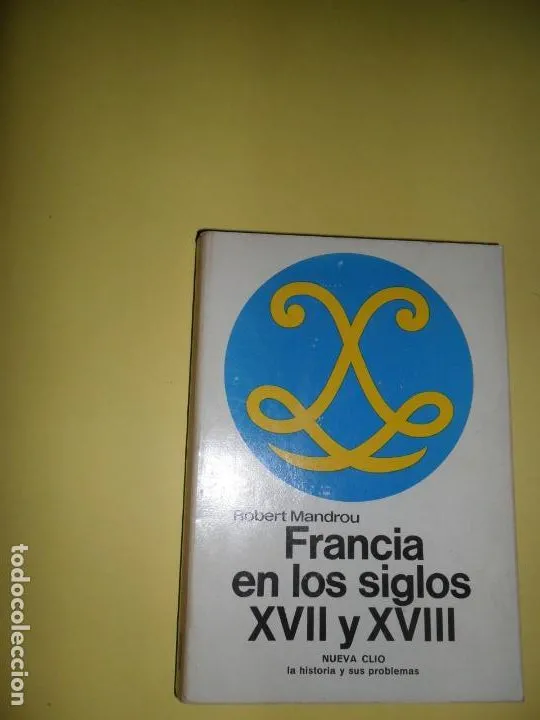 Robert Mandrou
Francia
en los siglos
XVII y XVIII
NUEVA CLIO
la historia y sus problemas
todocoleccion